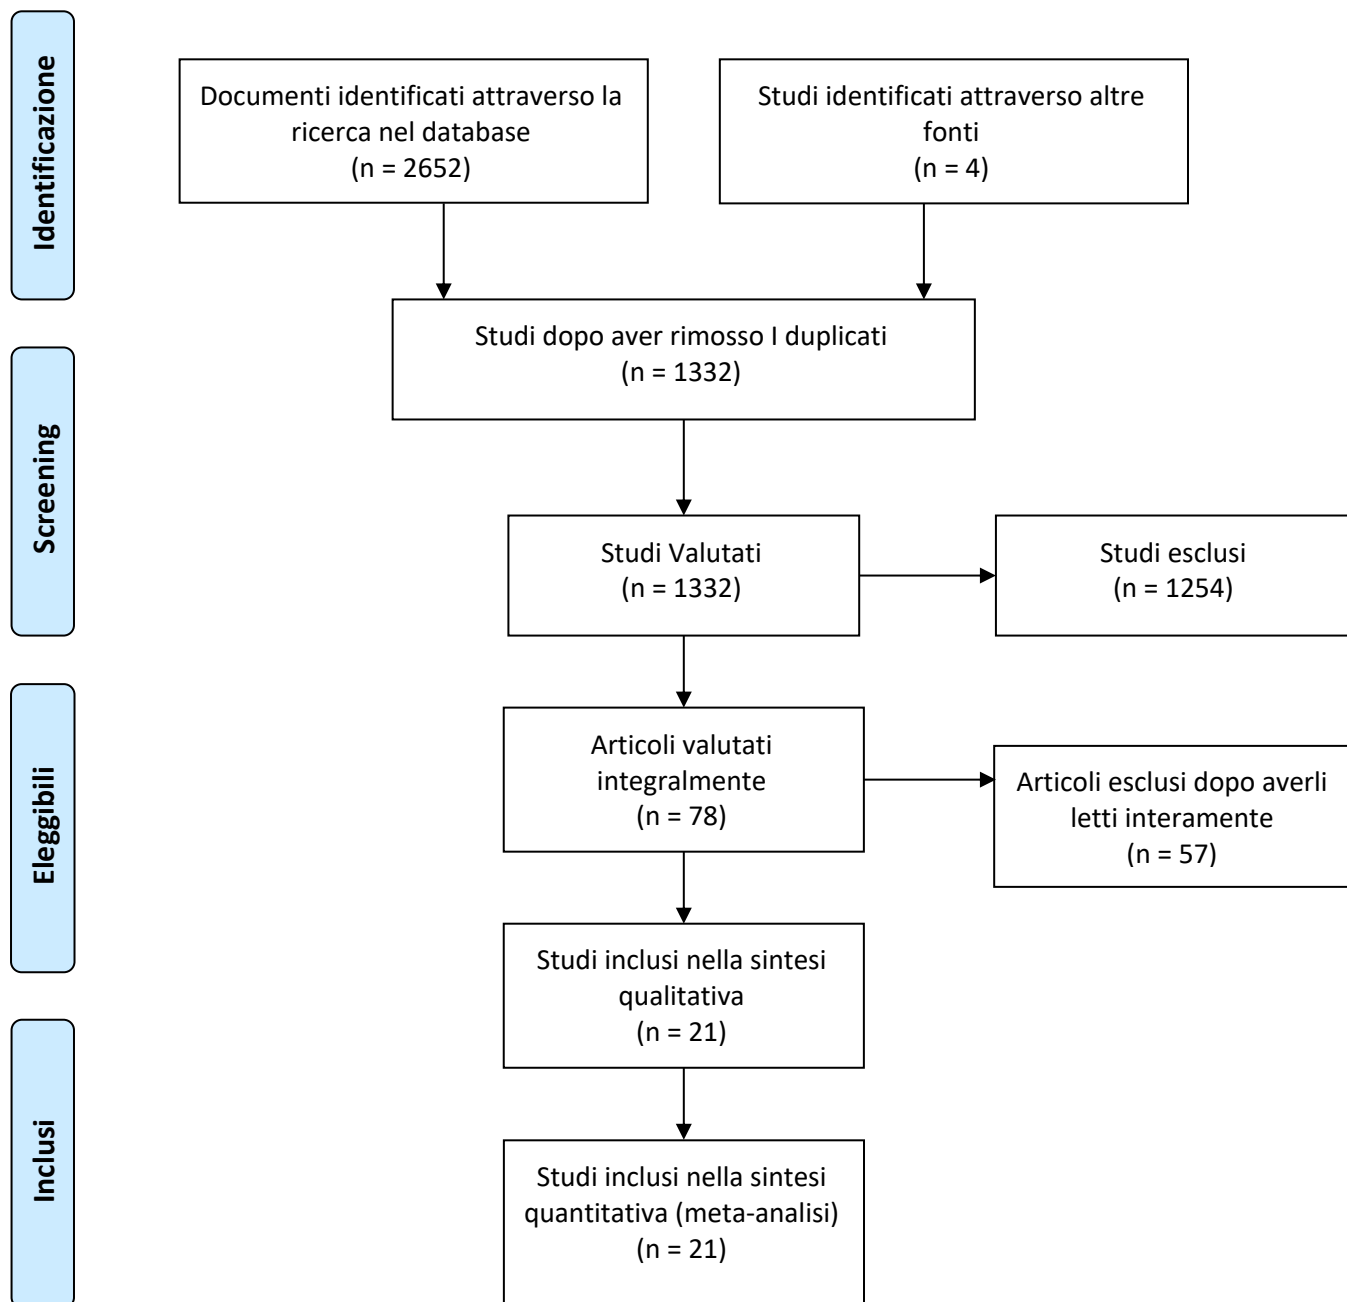 Identificazione
Documenti identificati attraverso la
ricerca nel database
(n = 2652)
Studi identificati attraverso altre
fonti
(n = 4)
Studi dopo aver rimosso I duplicati
(n = 1332)
Screening
Studi Valutati
(n = 1332)
Studi esclusi
(n = 1254)
Eleggibili
Articoli valutati
integralmente
(n = 78)
Articoli esclusi dopo averli
letti interamente
(n = 57)
Studi inclusi nella sintesi
qualitativa
(n = 21)
Inclusi
Studi inclusi nella sintesi
quantitativa (meta-analisi)
(n = 21)